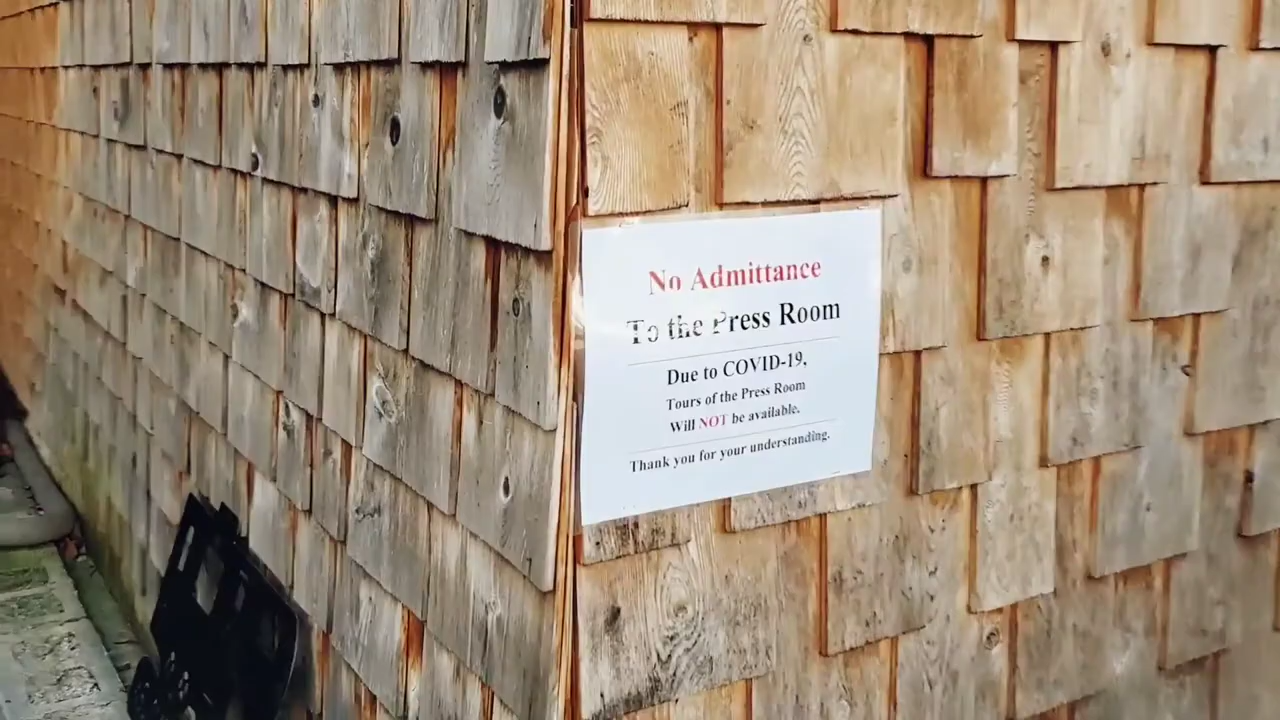 No Admittance
To the Press Room
Due to COVID-19,
Tours of the Press Room
Will NOT be available.
Thank you for your understanding.